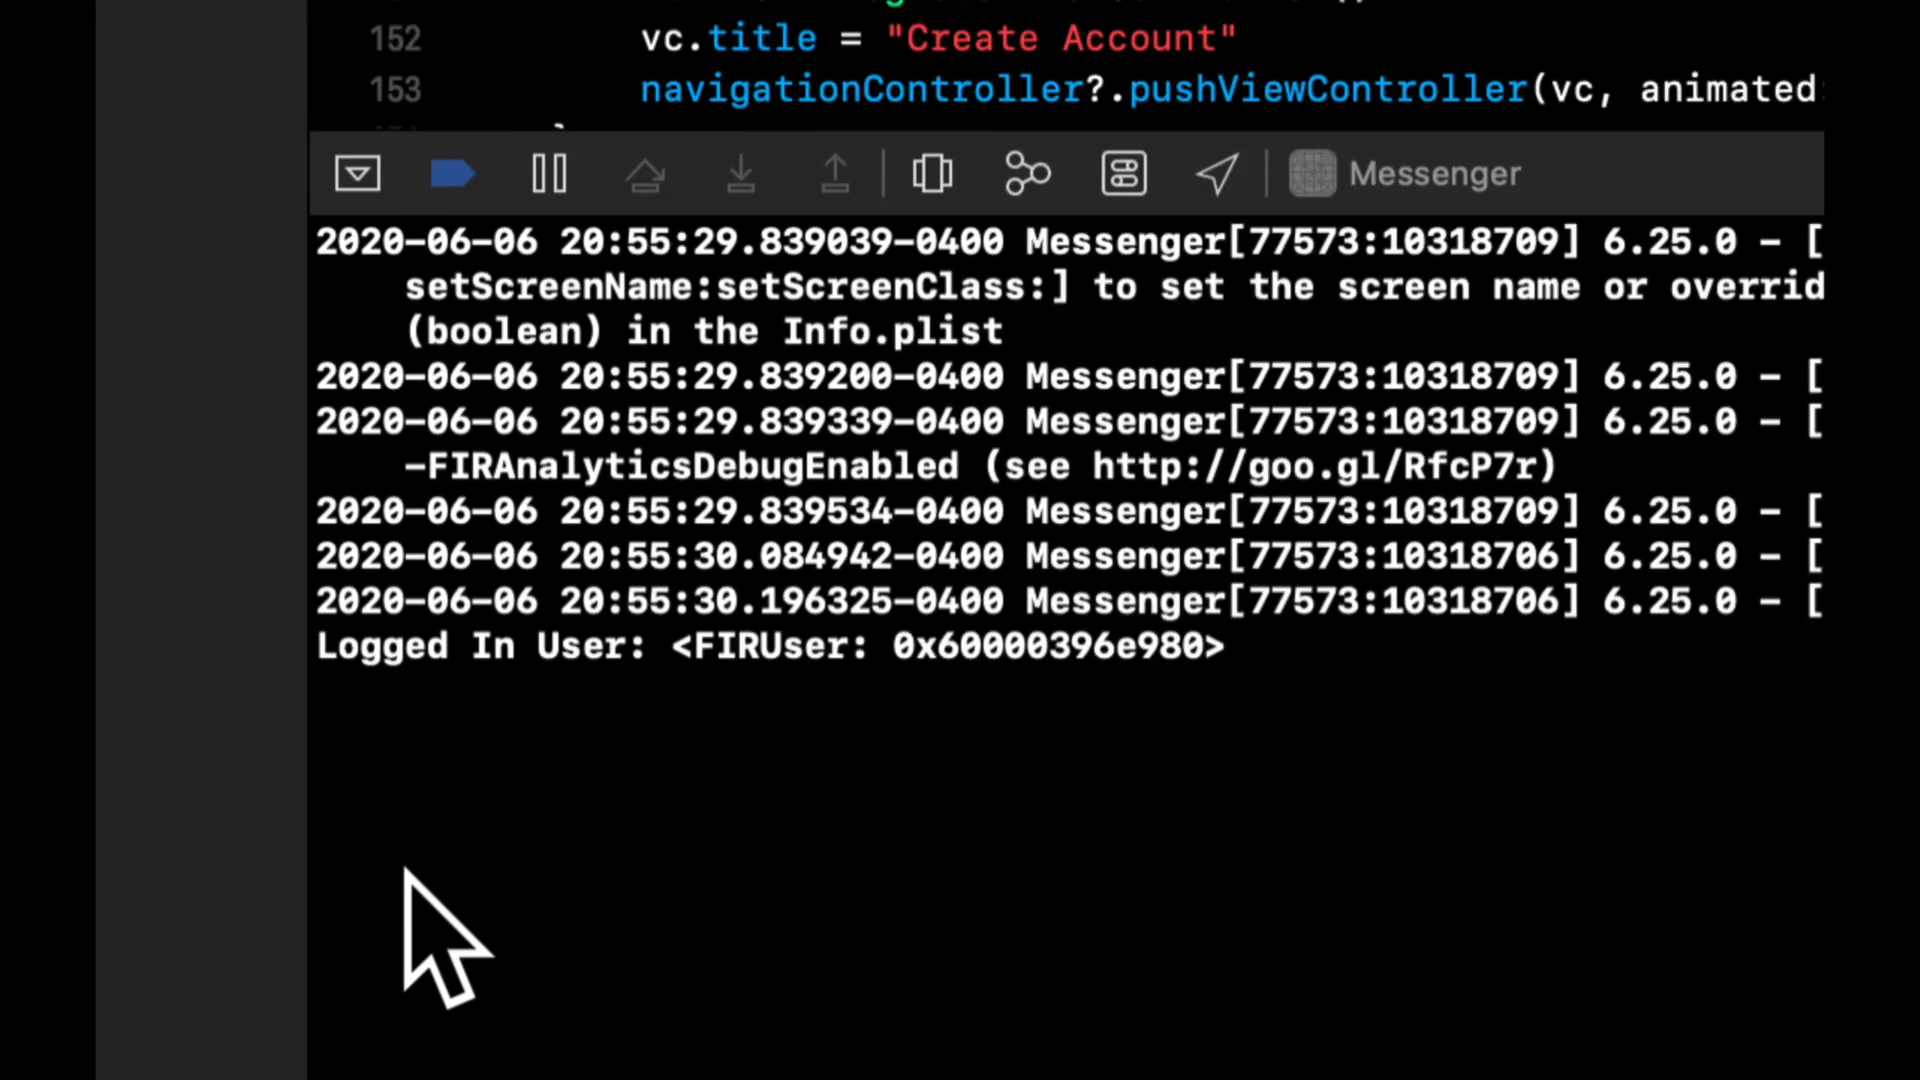 152 vc.title = "Create Account"
153 navigationController?.pushViewController(vc, animated:
Messenger
2020-06-06 20:55:29.839039-0400 Messenger[77573:10318709] 6.25.0 - [
setScreenName:setScreenClass:] to set the screen name or overrid
(boolean) in the Info.plist
2020-06-06 20:55:29.839200-0400 Messenger[77573:10318709] 6.25.0 - [
2020-06-06 20:55:29.839339-0400 Messenger[77573:10318709] 6.25.0 - [
-FIRAnalyticsDebugEnabled (see http://goo.gl/RfcP7r)
2020-06-06 20:55:29.839534-0400 Messenger[77573:10318709] 6.25.0 - [
2020-06-06 20:55:30.084942-0400 Messenger[77573:10318706] 6.25.0 - [
2020-06-06 20:55:30.196325-0400 Messenger[77573:10318706] 6.25.0 - [
Logged In User: <FIRUser: 0x60000396e980>